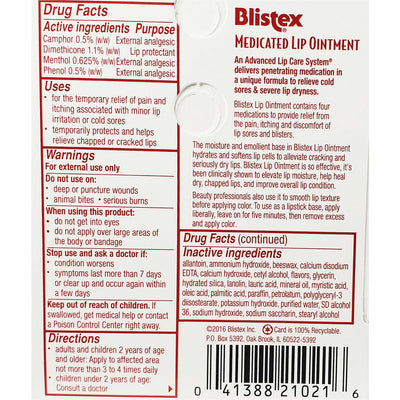 Drug Facts
Active ingredients Purpose
Camphor 0.5% (w/w) External analgesic
Dimethicone 1.1% (w/w) Lip protectant
Menthol 0.625% (w/w) External analgesic
Phenol 0.5% (w/w) External analgesic
Uses
• for the temporary relief of pain and
itching associated with minor lip
irritation or cold sores
• temporarily protects and helps
relieve chapped or cracked lips
Warnings
For external use only
Do not use on:
• deep or puncture wounds
• animal bites • serious burns
When using this product:
• do not get into eyes
• do not apply over large areas of
the body or bandage
Stop use and ask a doctor if:
• condition worsens
• symptoms last more than 7 days
or clear up and occur again within
a few days
Keep out of reach of children. If
swallowed, get medical help or contact
a Poison Control Center right away.
Directions
• adults and children 2 years of age
and older: Apply to affected area
not more than 3 to 4 times daily
• children under 2 years of age:
Consult a doctor
Blistex®
MEDICATED LIP OINTMENT
An Advanced Lip Care System®
delivers penetrating medication in
a unique formula to relieve cold
sores & severe lip dryness.
Blistex Lip Ointment contains four
medications to provide relief from
the pain, itching and discomfort of
lip sores and blisters.
The moisture and emollient base in Blistex Lip Ointment
hydrates and softens lip cells to alleviate cracking and
seriously dry lips. Blistex Lip Ointment is so effective, it's
been clinically shown to elevate lip moisture, help heal
dry, chapped lips, and improve overall lip condition.
Beauty professionals also use it to smooth lip texture
before applying color. To use as a lipstick base, apply
liberally, leave on for five minutes, then remove excess
and apply color.
Drug Facts (continued)
Inactive ingredients
allantoin, ammonium hydroxide, beeswax, calcium disodium
EDTA, calcium hydroxide, cetyl alcohol, flavors, glycerin,
hydrated silica, lanolin, lauric acid, mineral oil, myristic acid,
oleic acid, palmitic acid, paraffin, petrolatum, polyglyceryl-3
diisostearate, potassium hydroxide, purified water, SD alcohol
36, sodium hydroxide, sodium saccharin, stearyl alcohol
©2016 Blistex Inc. Card is 100% Recyclable.
P.O. Box 5392, Oak Brook, IL 60522-5392
0 41388 21021 6